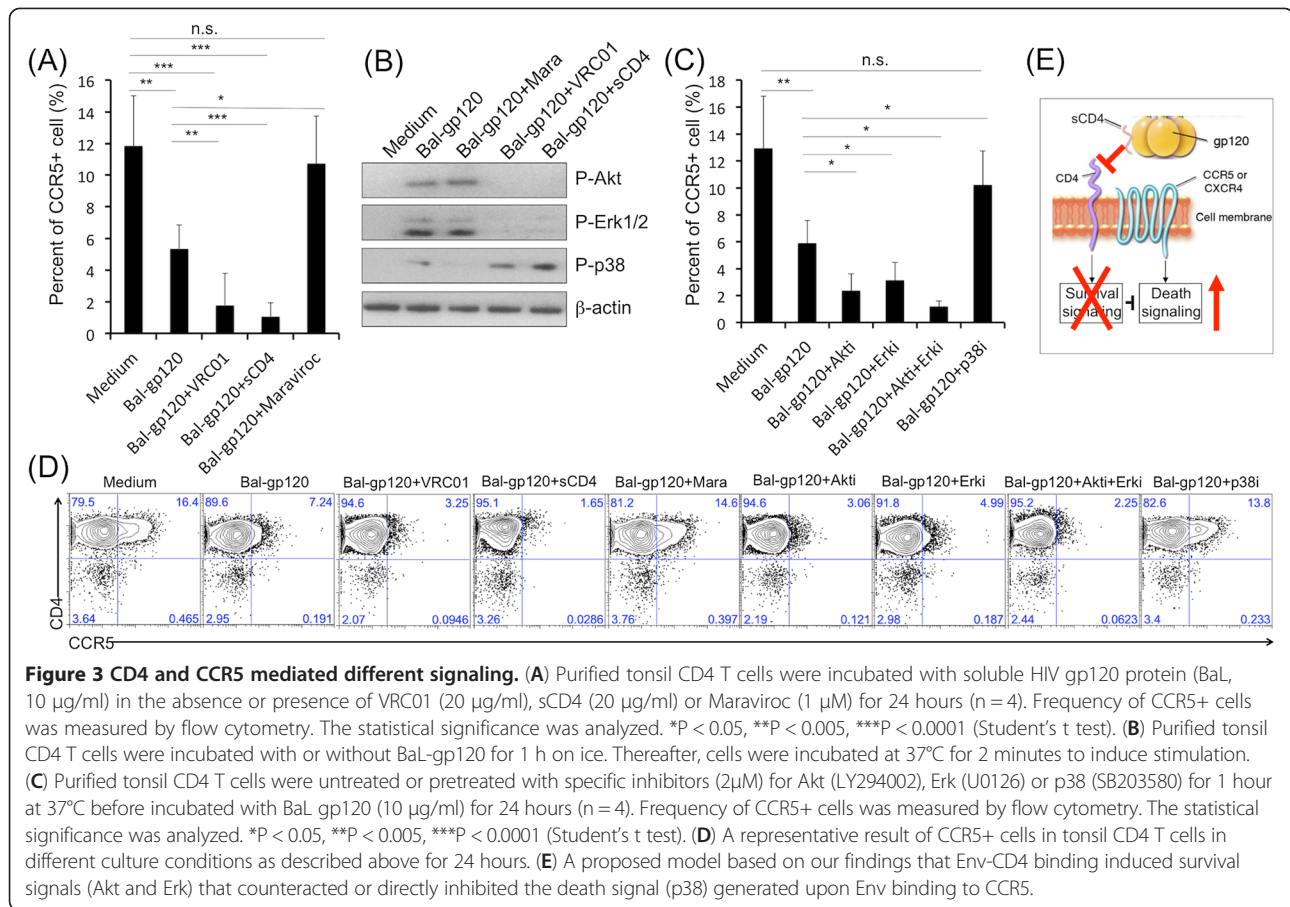 (A)
n.s.
***
***
**
*
***
**
Percent of CCR5+ cell (%)
16
14
12
10
8
6
4
2
0
Medium
Bal-gp120
Bal-gp120+VRC01
Bal-gp120+sCD4
Bal-gp120+Maraviroc
(B)
Medium
Bal-gp120
Bal-gp120+Mara
Bal-gp120+VRC01
Bal-gp120+sCD4
P-Akt
P-Erk1/2
P-p38
β-actin
(C)
n.s.
**
*
*
*
*
Percent of CCR5+ cell (%)
18
16
14
12
10
8
6
4
2
0
Medium
Bal-gp120
Bal-gp120+Akti
Bal-gp120+Erki
Bal-gp120+Akti+Erki
Bal-gp120+p38i
(E)
sCD4
gp120
CD4
CCR5 or
CXCR4
Cell membrane
Survival
signaling
Death
signaling
(D)
Medium
Bal-gp120
Bal-gp120+VRC01
Bal-gp120+sCD4
Bal-gp120+Mara
Bal-gp120+Akti
Bal-gp120+Erki
Bal-gp120+Akti+Erki
Bal-gp120+p38i
79.5 16.4
89.6 7.24
94.6 3.25
95.1 1.65
81.2 14.6
94.6 3.06
91.8 4.99
95.2 2.25
82.6 13.8
3.64 0.465
2.95 0.191
2.07 0.0946
3.26 0.0286
3.76 0.397
2.19 0.121
2.98 0.187
2.44 0.0623
3.4 0.233
CD4
CCR5
Figure 3 CD4 and CCR5 mediated different signaling. (A) Purified tonsil CD4 T cells were incubated with soluble HIV gp120 protein (BaL,
10 μg/ml) in the absence or presence of VRC01 (20 μg/ml), sCD4 (20 μg/ml) or Maraviroc (1 μM) for 24 hours (n = 4). Frequency of CCR5+ cells
was measured by flow cytometry. The statistical significance was analyzed. *P < 0.05, **P < 0.005, ***P < 0.0001 (Student's t test). (B) Purified tonsil
CD4 T cells were incubated with or without BaL-gp120 for 1 h on ice. Thereafter, cells were incubated at 37°C for 2 minutes to induce stimulation.
(C) Purified tonsil CD4 T cells were untreated or pretreated with specific inhibitors (2μM) for Akt (LY294002), Erk (U0126) or p38 (SB203580) for 1 hour
at 37°C before incubated with BaL gp120 (10 μg/ml) for 24 hours (n = 4). Frequency of CCR5+ cells was measured by flow cytometry. The statistical
significance was analyzed. *P < 0.05, **P < 0.005, ***P < 0.0001 (Student's t test). (D) A representative result of CCR5+ cells in tonsil CD4 T cells in
different culture conditions as described above for 24 hours. (E) A proposed model based on our findings that Env-CD4 binding induced survival
signals (Akt and Erk) that counteracted or directly inhibited the death signal (p38) generated upon Env binding to CCR5.